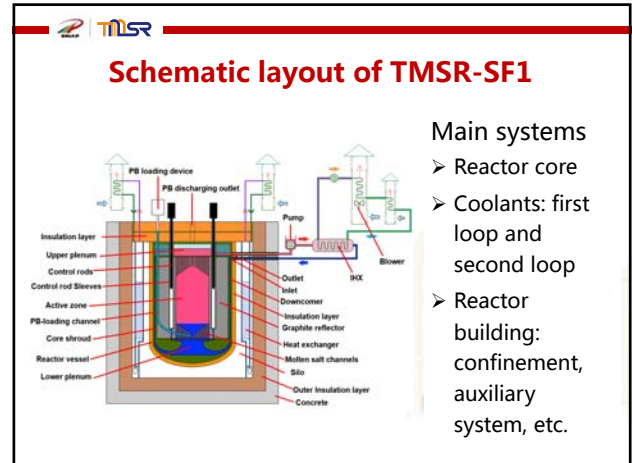 TMSR
Schematic layout of TMSR-SF1
Main systems
➢ Reactor core
➢ Coolants: first
loop and
second loop
➢ Reactor
building:
confinement,
auxiliary
system, etc.
PB loading device
PB discharging outlet
Pump
Insulation layer
Upper plenum
Control rods
Control rod Sleeves
Active zone
PB-loading channel
Core shroud
Reactor vessel
Lower plenum
Blower
IHX
Outlet
Inlet
Downcomer
Insulation layer
Graphite reflector
Heat exchanger
Molten salt channels
Silo
Outer Insulation layer
Concrete